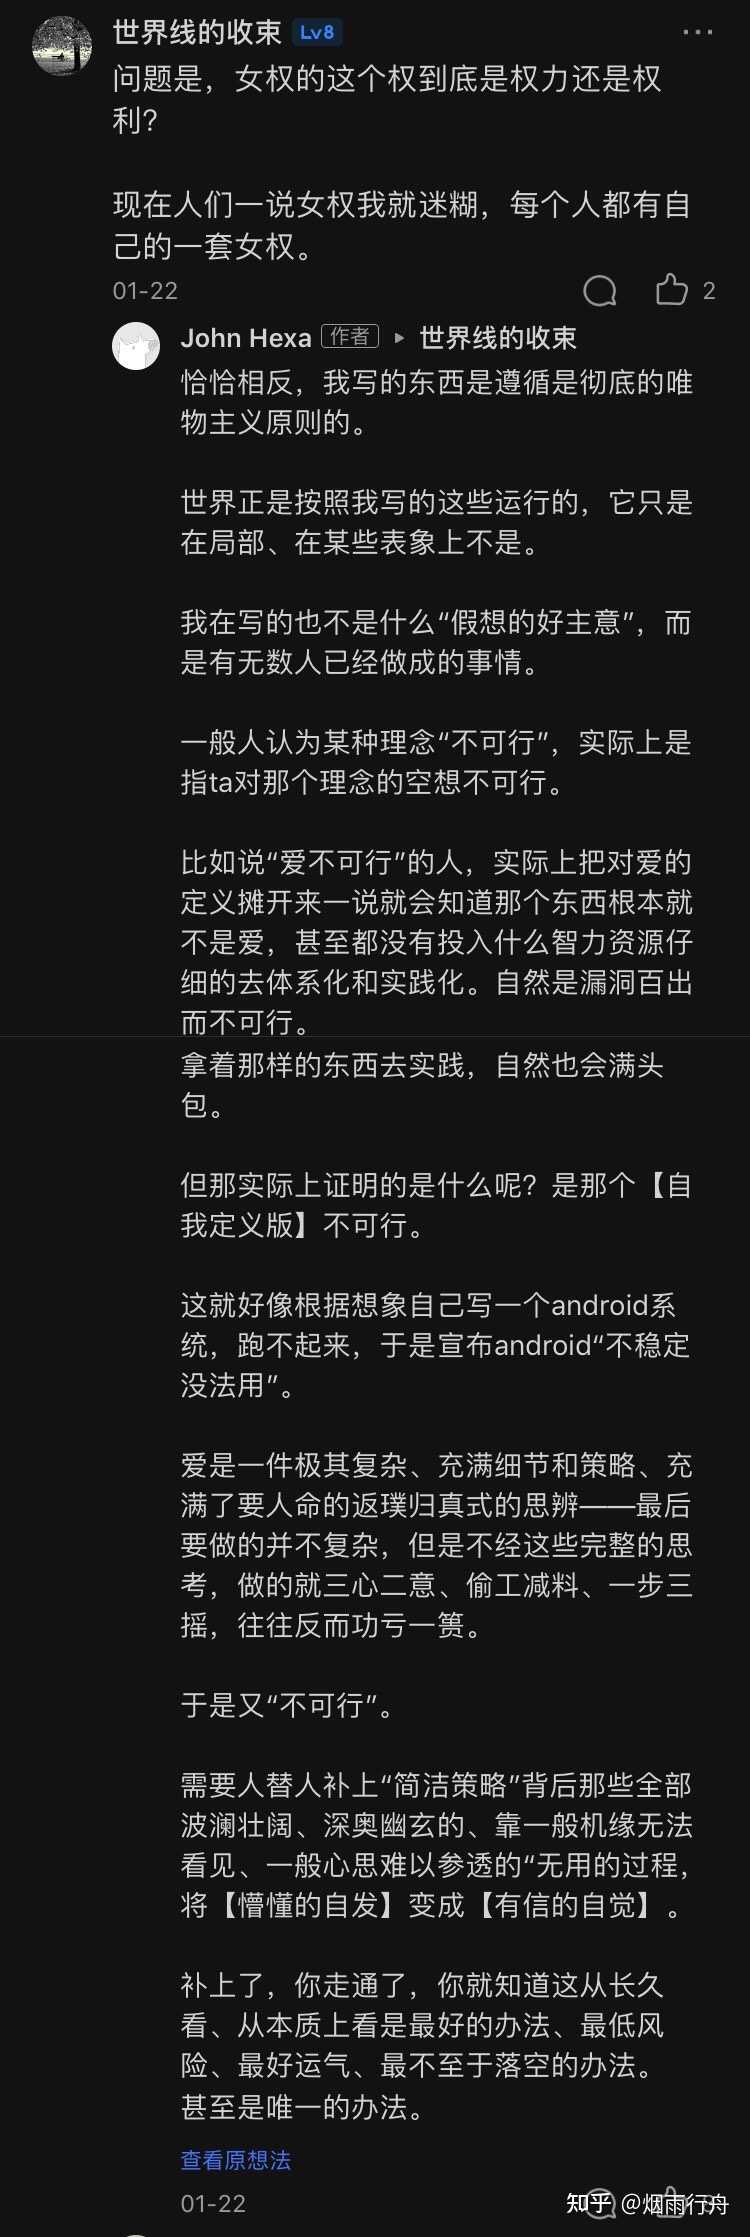 世界线的收束 Lv8
问题是，女权的这个权到底是权力还是权
利？
现在人们一说女权我就迷糊，每个人都有自
己的一套女权。
01-22 2
John Hexa 作者 ▸ 世界线的收束
恰恰相反，我写的东西是遵循是彻底的唯
物主义原则的。
世界正是按照我写的这些运行的，它只是
在局部、在某些表象上不是。
我在写的也不是什么“假想的好主意”，而
是有无数人已经做成的事情。
一般人认为某种理念“不可行”，实际上是
指ta对那个理念的空想不可行。
比如说“爱不可行”的人，实际上把对爱的
定义摊开来一说就会知道那个东西根本就
不是爱，甚至都没有投入什么智力资源仔
细的去体系化和实践化。自然是漏洞百出
而不可行。
拿着那样的东西去实践，自然也会满头
包。
但那实际上证明的是什么呢？是那个【自
我定义版】不可行。
这就好像根据想象自己写一个android系
统，跑不起来，于是宣布android“不稳定
没法用”。
爱是一件极其复杂、充满细节和策略、充
满了要人命的返璞归真式的思辨——最后
要做的并不复杂，但是不经这些完整的思
考，做的就三心二意、偷工减料、一步三
摇，往往反而功亏一篑。
于是又“不可行”。
需要人替人补上“简洁策略”背后那些全部
波澜壮阔、深奥幽玄的、靠一般机缘无法
看见、一般心思难以参透的“无用的过程，
将【懵懂的自发】变成【有信的自觉】。
补上了，你走通了，你就知道这从长久
看、从本质上看是最好的办法、最低风
险、最好运气、最不至于落空的办法。
甚至是唯一的办法。
查看原想法
01-22
知乎 @烟雨行舟